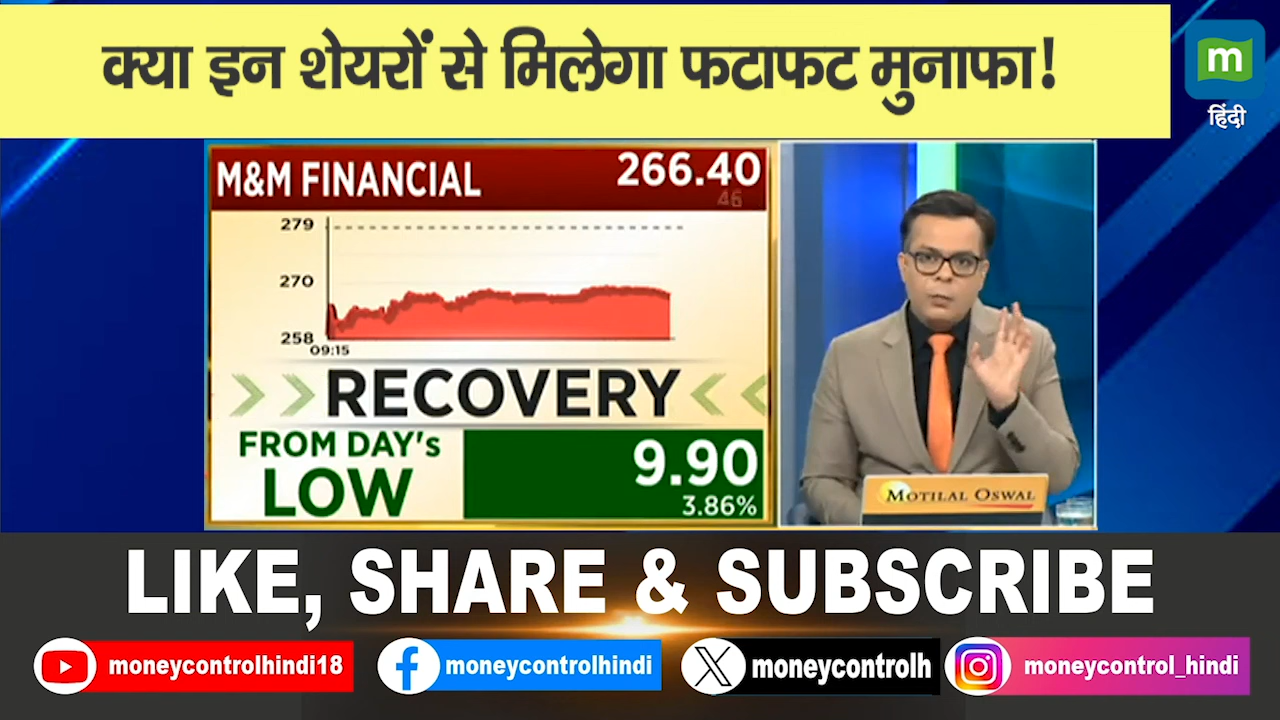 क्या इन शेयरों से मिलेगा फटाफट मुनाफा!
m
हिंदी
M&M FINANCIAL
266.40
46
279
270
258
09:15
RECOVERY
FROM DAY's
LOW
9.90
3.86%
MOTILAL OSWAL
LIKE, SHARE & SUBSCRIBE
moneycontrolhindi18
moneycontrolhindi
moneycontrolh
moneycontrol_hindi